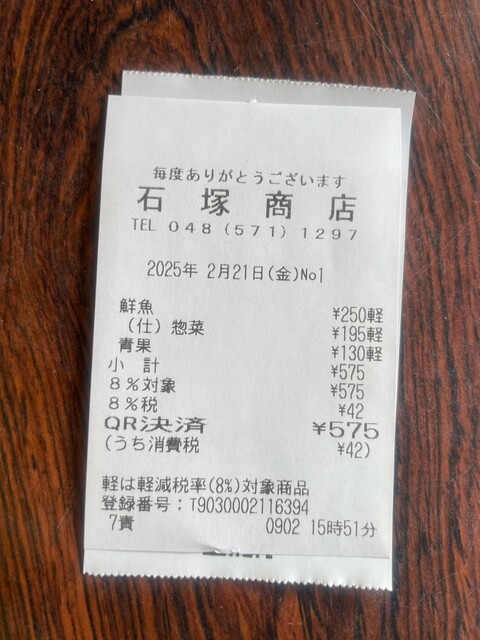 毎度ありがとうございます
石塚商店
TEL 048(571)1297
2025年 2月21日(金)No1
鮮魚 ¥250軽
(仕)惣菜 ¥195軽
青果 ¥130軽
小計 ¥575
8%対象 ¥575
8%税 ¥42
QR決済 ¥575
(うち消費税 ¥42)
軽は軽減税率(8%)対象商品
登録番号:T9030002116394
7責 0902 15時51分